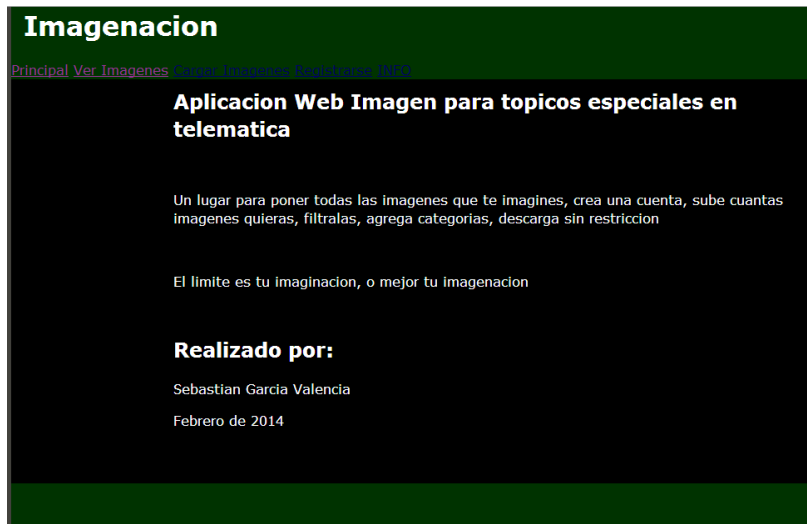 Imagenacion
Principal Ver Imagenes Cargar Imagenes Registrarse INFO
Aplicacion Web Imagen para topicos especiales en
telematica
Un lugar para poner todas las imagenes que te imagines, crea una cuenta, sube cuantas
imagenes quieras, filtralas, agrega categorias, descarga sin restriccion
El limite es tu imaginacion, o mejor tu imagenacion
Realizado por:
Sebastian Garcia Valencia
Febrero de 2014